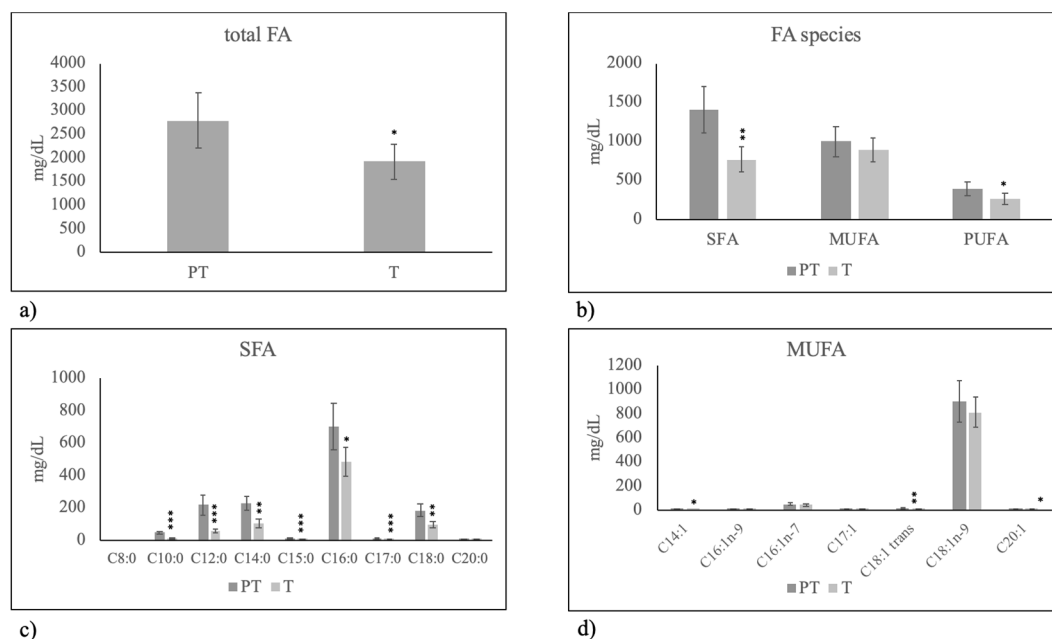 total FA
4000
3500
3000
2500
2000
1500
1000
500
0
mg/dL
*
PT T
a)
FA species
2000
1500
1000
500
0
mg/dL
** *
SFA MUFA PUFA
PT T
b)
SFA
1000
800
600
400
200
0
mg/dL
*** *** ** *** * *** **
C8:0 C10:0 C12:0 C14:0 C15:0 C16:0 C17:0 C18:0 C20:0
PT T
c)
MUFA
1200
1000
800
600
400
200
0
mg/dL
* ** *
C14:1 C16:1n-9 C16:1n-7 C17:1 C18:1 trans C18:1n-9 C20:1
PT T
d)